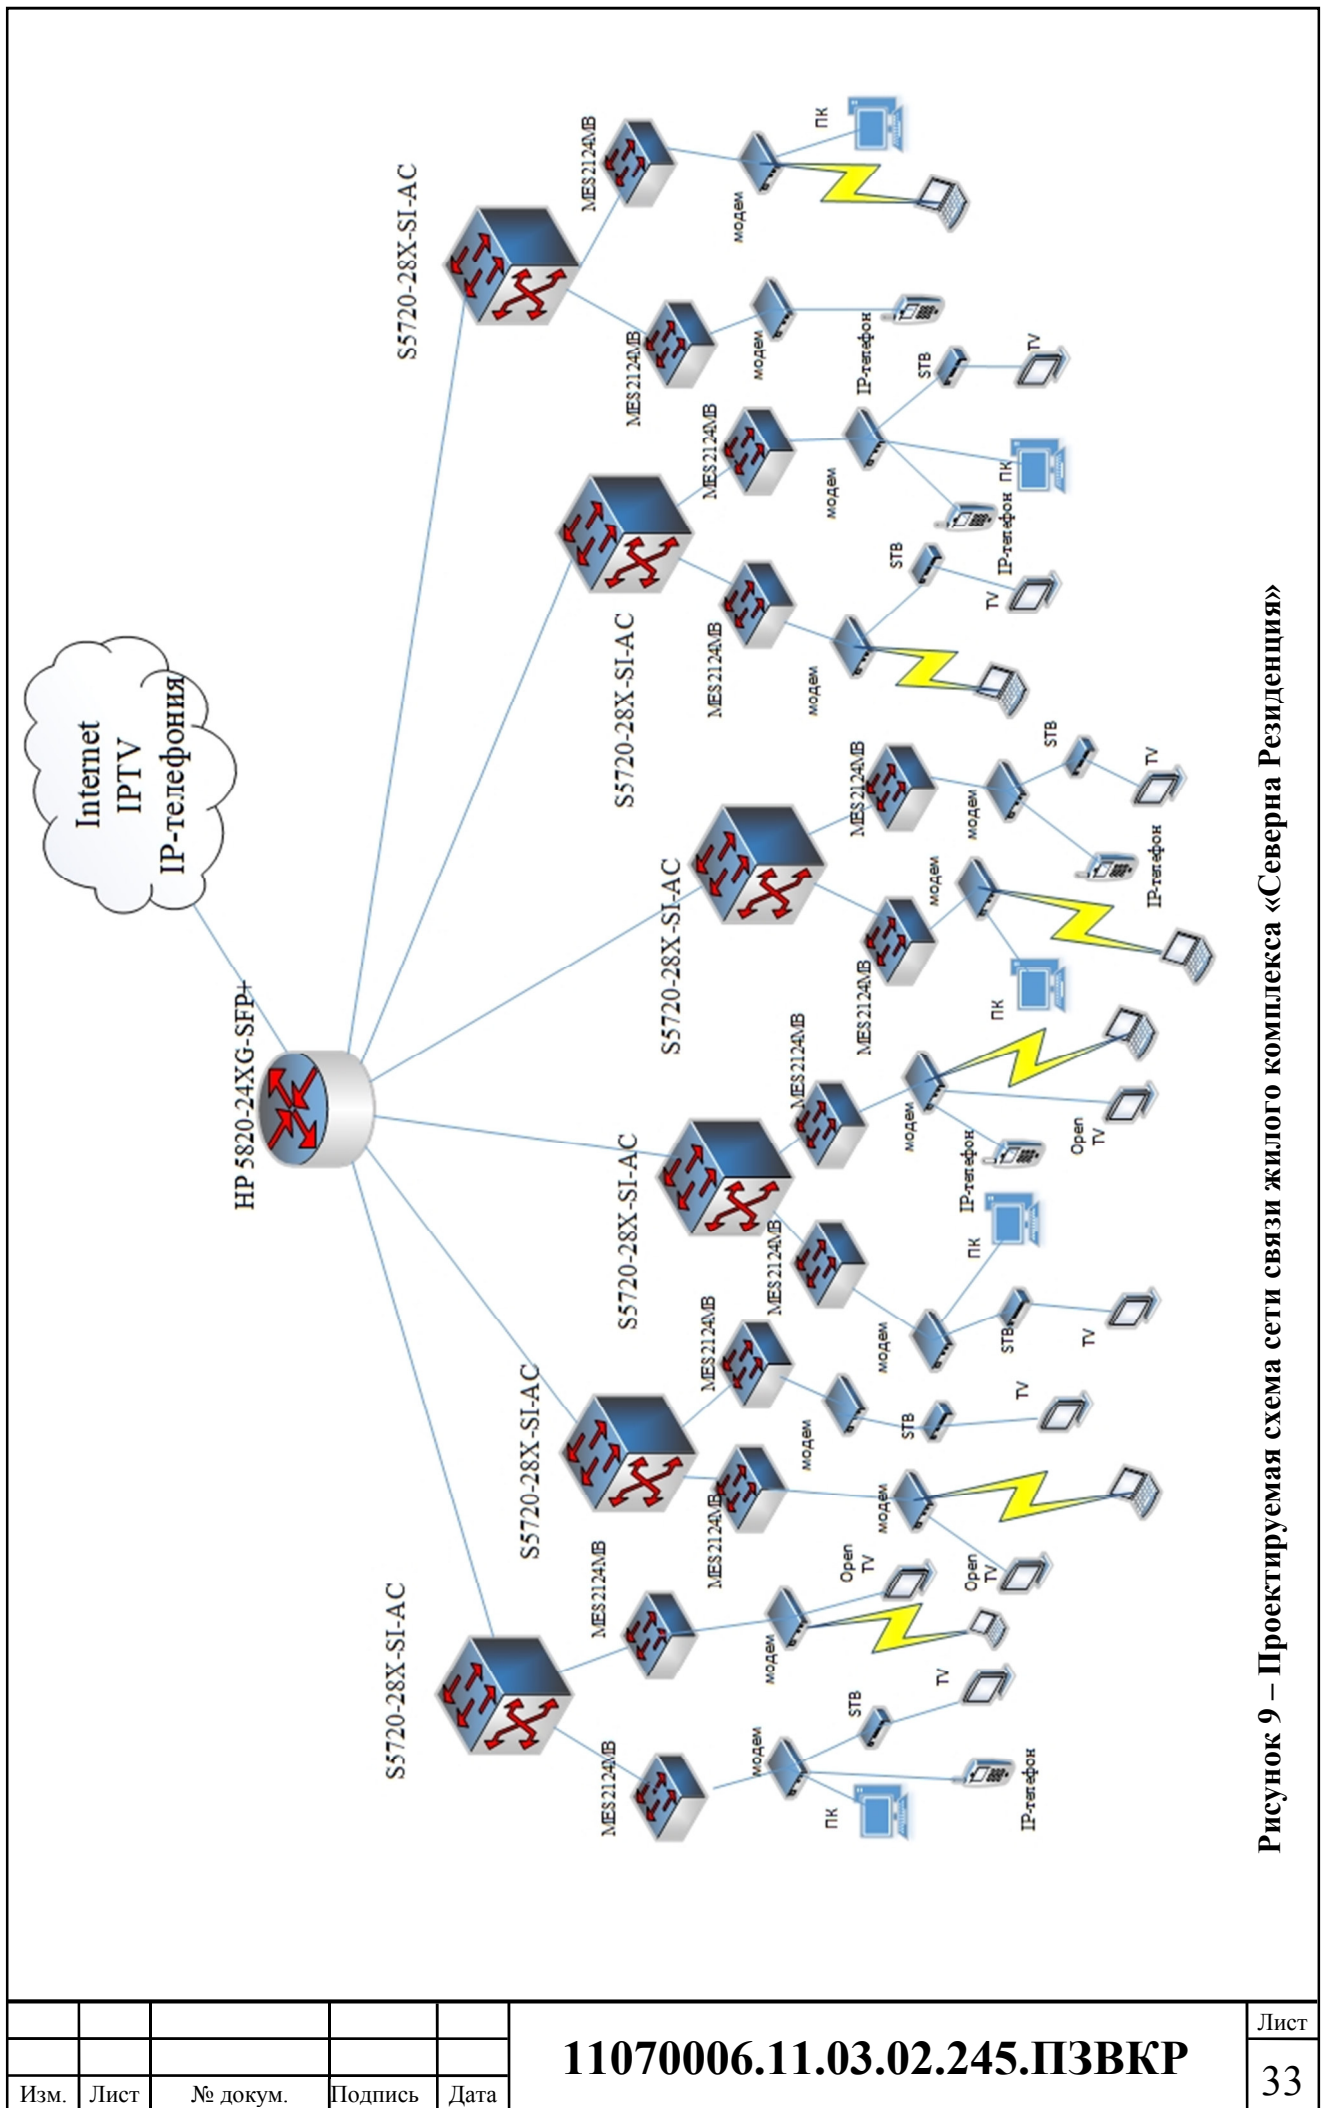 Internet
IPTV
IP-телефония
HP 5820-24XG-SFP+
S5720-28X-SI-AC
S5720-28X-SI-AC
S5720-28X-SI-AC
S5720-28X-SI-AC
S5720-28X-SI-AC
S5720-28X-SI-AC
MES2124MB
MES2124MB
MES2124MB
MES2124MB
MES2124MB
MES2124MB
MES2124MB
MES2124MB
MES2124MB
MES2124MB
MES2124MB
MES2124MB
модем
модем
модем
модем
модем
модем
модем
модем
модем
модем
модем
модем
ПК
STB
TV
IP-телефон
Open
TV
Open
TV
STB
TV
ПК
STB
TV
IP-телефон
Open
TV
ПК
IP-телефон
STB
TV
STB
TV
IP-телефон
ПК
STB
TV
IP-телефон
ПК
Рисунок 9 – Проектируемая схема сети связи жилого комплекса «Северна Резиденция»
11070006.11.03.02.245.ПЗВКР
Лист
33
Изм. Лист № докум. Подпись Дата